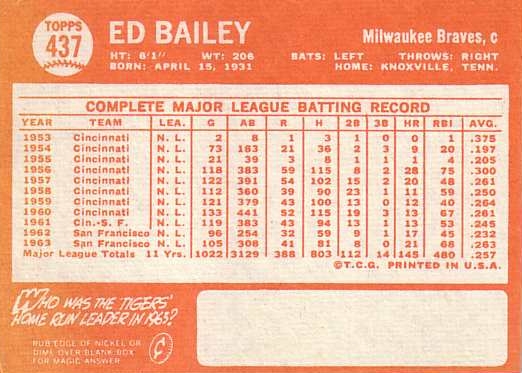 TOPPS
437
ED BAILEY
Milwaukee Braves, c
HT: 6'1" WT: 206 BATS: LEFT THROWS: RIGHT
BORN: APRIL 15, 1931 HOME: KNOXVILLE, TENN.
COMPLETE MAJOR LEAGUE BATTING RECORD
YEAR TEAM LEA. G AB R H 2B 3B HR RBI AVG.
1953 Cincinnati N. L. 2 8 1 3 1 0 0 1 .375
1954 Cincinnati N. L. 73 183 21 36 2 3 9 20 .197
1955 Cincinnati N. L. 21 39 3 8 1 1 1 4 .205
1956 Cincinnati N. L. 118 383 59 115 8 2 28 75 .300
1957 Cincinnati N. L. 122 391 54 102 15 2 20 48 .261
1958 Cincinnati N. L. 112 360 39 90 23 1 11 59 .250
1959 Cincinnati N. L. 121 379 43 100 13 0 12 40 .264
1960 Cincinnati N. L. 133 441 52 115 19 3 13 67 .261
1961 Cin.-S. F. N. L. 119 383 43 94 13 1 13 53 .245
1962 San Francisco N. L. 96 254 32 59 9 1 17 45 .232
1963 San Francisco N. L. 105 308 41 81 8 0 21 68 .263
Major League Totals 11 Yrs. 1022 3129 388 803 112 14 145 480 .257
©T.C.G. PRINTED IN U.S.A.
WHO WAS THE TIGERS'
HOME RUN LEADER IN 1963?
RUB EDGE OF NICKEL OR
DIME OVER BLANK BOX
FOR MAGIC ANSWER